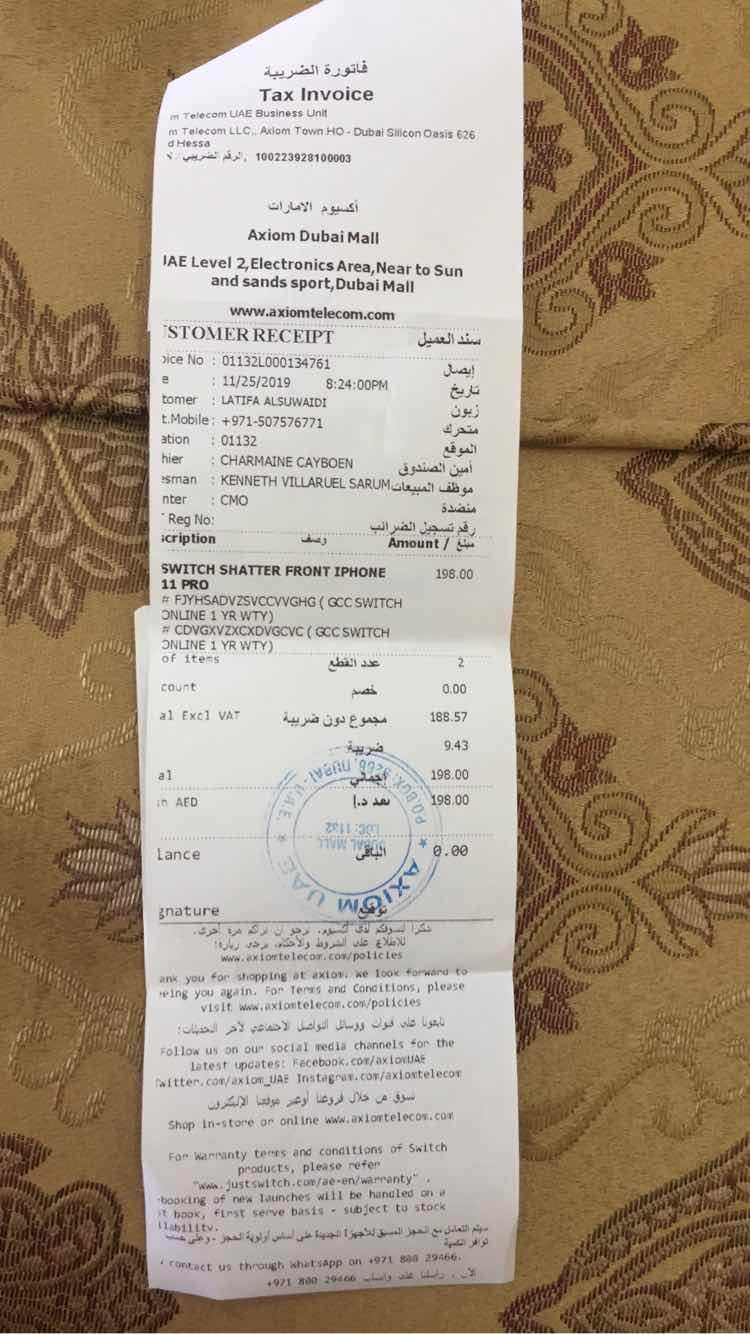 فاتورة الضريبة
Tax Invoice
m Telecom UAE Business Unit
m Telecom LLC,, Axiom Town HO - Dubai Silicon Oasis 626
d Hessa
الرقم الضريبي / 100223928100003
أكسيوم الامارات
Axiom Dubai Mall
UAE Level 2,Electronics Area,Near to Sun
and sands sport,Dubai Mall
www.axiomtelecom.com
USTOMER RECEIPT سند العميل
oice No : 01132L000134761 إيصال
e : 11/25/2019 8:24:00PM تاريخ
tomer : LATIFA ALSUWAIDI زبون
t.Mobile : +971-507576771 متحرك
ation : 01132 الموقع
hier : CHARMAINE CAYBOEN أمين الصندوق
esman : KENNETH VILLARUEL SARUM موظف المبيعات
nter : CMO منضدة
Reg No: رقم تسجيل الضرائب
scription وصف Amount / مبلغ
SWITCH SHATTER FRONT IPHONE 198.00
11 PRO
# FJYHSADVZSVCCVVGHG ( GCC SWITCH
ONLINE 1 YR WTY)
# CDVGXVZXCXDVGCVC ( GCC SWITCH
ONLINE 1 YR WTY)
of items عدد القطع 2
count خصم 0.00
al Excl VAT مجموع دون ضريبة 188.57
ضريبة 9.43
al إجمالي 198.00
in AED نقد د.إ 198.00
lance الباقي 0.00
gnature توقيع
AXIOM UAE
P.O.BOX: 9266, DUBAI - U.A.E.
DUBAI MALL
LOC: 1132
شكرا لتسوقكم لدى أكسيوم. نرجو أن نراكم مرة أخرى.
للاطلاع على الشروط والأحكام، يرجى زيارة:
www.axiomtelecom.com/policies
ank you for shopping at axiom. We look forward to
eing you again. For Terms and Conditions, please
visit www.axiomtelecom.com/policies
تابعونا على قنوات ووسائل التواصل الاجتماعي لآخر التحديثات:
Follow us on our social media channels for the
latest updates: Facebook.com/axiomUAE
Twitter.com/axiom_UAE Instagram.com/axiomtelecom
تسوق من خلال فروعنا أو عبر موقعنا الإلكتروني
Shop in-store or online www.axiomtelecom.com
For Warranty terms and conditions of Switch
products, please refer
"www.justswitch.com/ae-en/warranty" .
-booking of new launches will be handled on a
st book, first serve basis - subject to stock
ilability.
سيتم التعامل مع الحجز المسبق للأجهزة الجديدة على أساس أولوية الحجز - وعلى حسب
توافر الكمية
contact us through WhatsApp on +971 800 29466.
الآن ، راسلنا على واتساب +971 800 29466